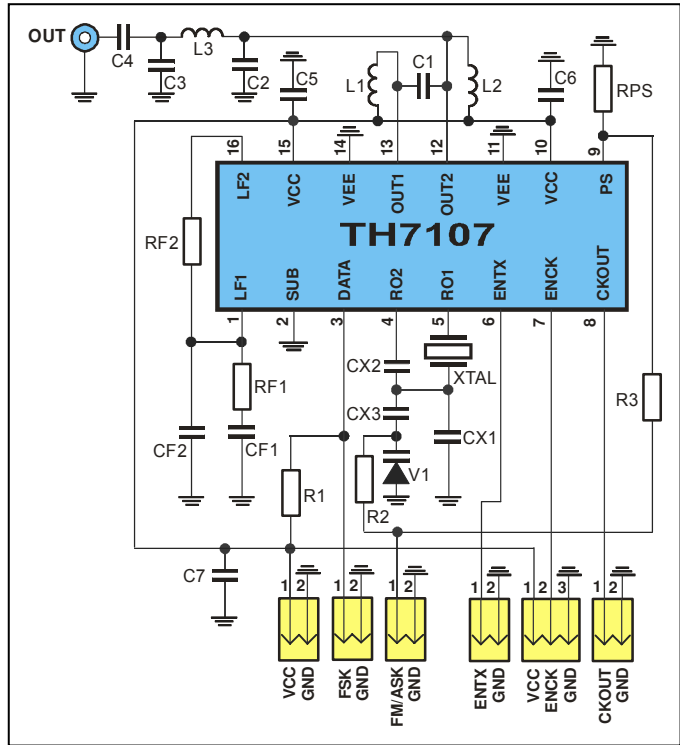 OUT
C4
L3
C3
C2
C5
L1
C1
L2
C6
RPS
16
15
14
13
12
11
10
9
LF2
VCC
VEE
OUT1
OUT2
VEE
VCC
PS
TH7107
RF2
LF1
SUB
DATA
RO2
RO1
ENTX
ENCK
CKOUT
1
2
3
4
5
6
7
8
CX2
XTAL
RF1
CX3
R3
CF2
CF1
CX1
V1
R1
R2
C7
1 2
1 2
1 2
1 2
1 2 3
1 2
VCC
GND
FSK
GND
FM/ASK
GND
ENTX
GND
VCC
ENCK
GND
CKOUT
GND